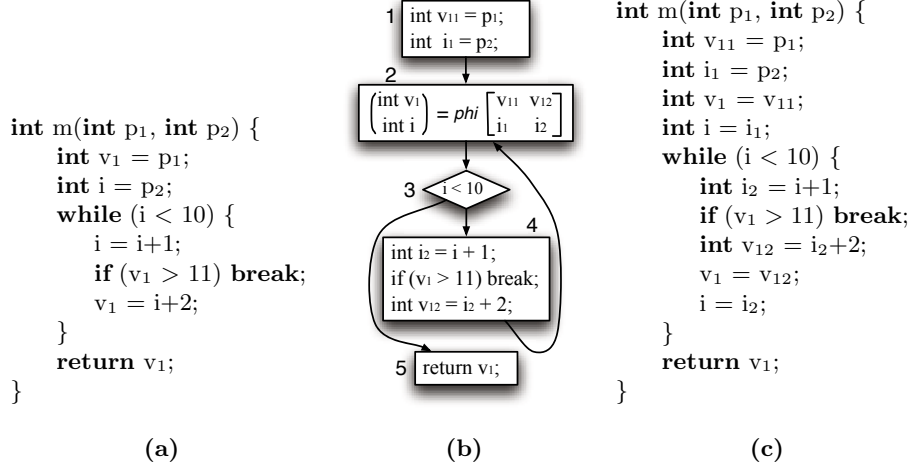 int m(int p₁, int p₂) {
int v₁ = p₁;
int i = p₂;
while (i < 10) {
i = i+1;
if (v₁ > 11) break;
v₁ = i+2;
}
return v₁;
}
(a)
1
int v₁₁ = p₁;
int i₁ = p₂;
2
(int v₁) = phi [v₁₁ v₁₂]
(int i) [i₁ i₂]
3
i < 10
4
int i₂ = i + 1;
if (v₁ > 11) break;
int v₁₂ = i₂ + 2;
5
return v₁;
(b)
int m(int p₁, int p₂) {
int v₁₁ = p₁;
int i₁ = p₂;
int v₁ = v₁₁;
int i = i₁;
while (i < 10) {
int i₂ = i+1;
if (v₁ > 11) break;
int v₁₂ = i₂+2;
v₁ = v₁₂;
i = i₂;
}
return v₁;
}
(c)